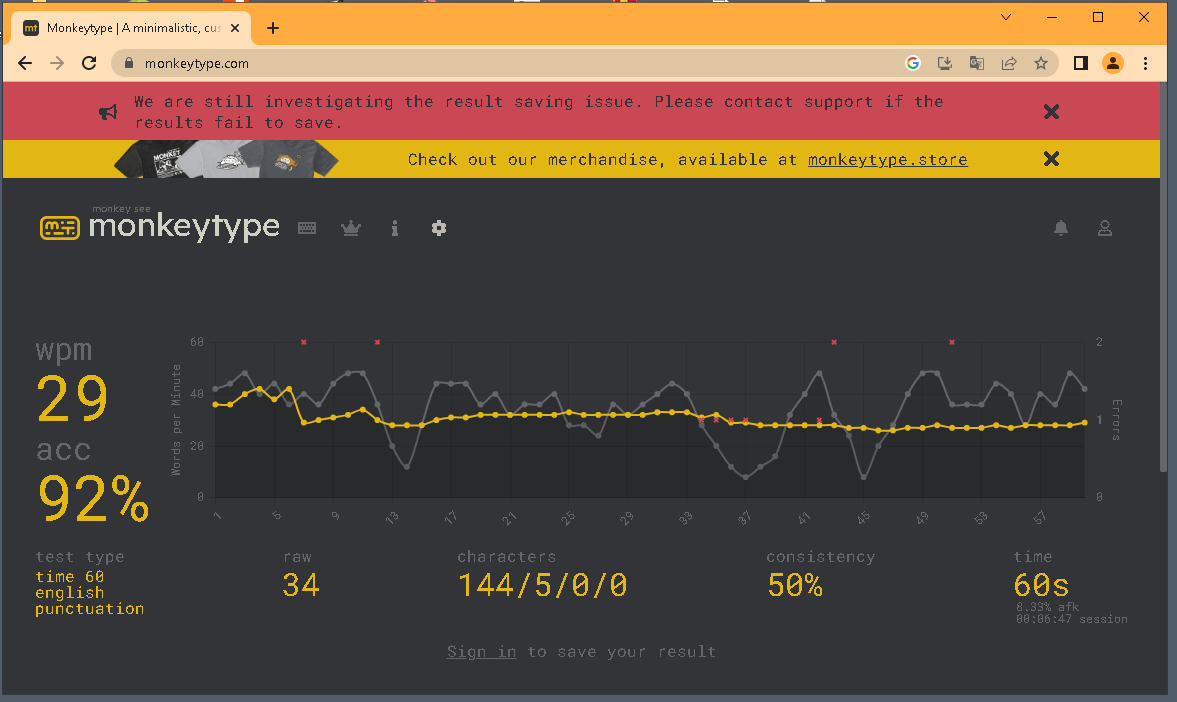 Monkeytype | A minimalistic, cus
monkeytype.com
We are still investigating the result saving issue. Please contact support if the
results fail to save.
MONKEY
Check out our merchandise, available at monkeytype.store
monkey see
monkeytype
wpm
29
acc
92%
Words per Minute
60
40
20
0
2
1
0
Errors
1 5 9 13 17 21 25 29 33 37 41 45 49 53 57
test type
time 60
english
punctuation
raw
34
characters
144/5/0/0
consistency
50%
time
60s
8.33% afk
00:06:47 session
Sign in to save your result